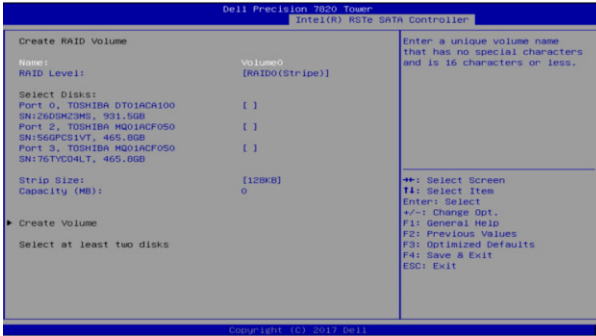 Dell Precision 7820 Tower
Intel(R) RSTe SATA Controller
Create RAID Volume
Name: Volume0
RAID Level: [RAID0(Stripe)]
Select Disks:
Port 0, TOSHIBA DT01ACA100 [ ]
SN:Z6DSMZ3MS, 931.5GB
Port 2, TOSHIBA MQ01ACF050 [ ]
SN:56GPCS1VT, 465.8GB
Port 3, TOSHIBA MQ01ACF050 [ ]
SN:76TYCO4LT, 465.8GB
Strip Size: [128KB]
Capacity (MB): 0
Create Volume
Select at least two disks
Enter a unique volume name
that has no special characters
and is 16 characters or less.
→←: Select Screen
↑↓: Select Item
Enter: Select
+/-: Change Opt.
F1: General Help
F2: Previous Values
F3: Optimized Defaults
F4: Save & Exit
ESC: Exit
Copyright (C) 2017 Dell